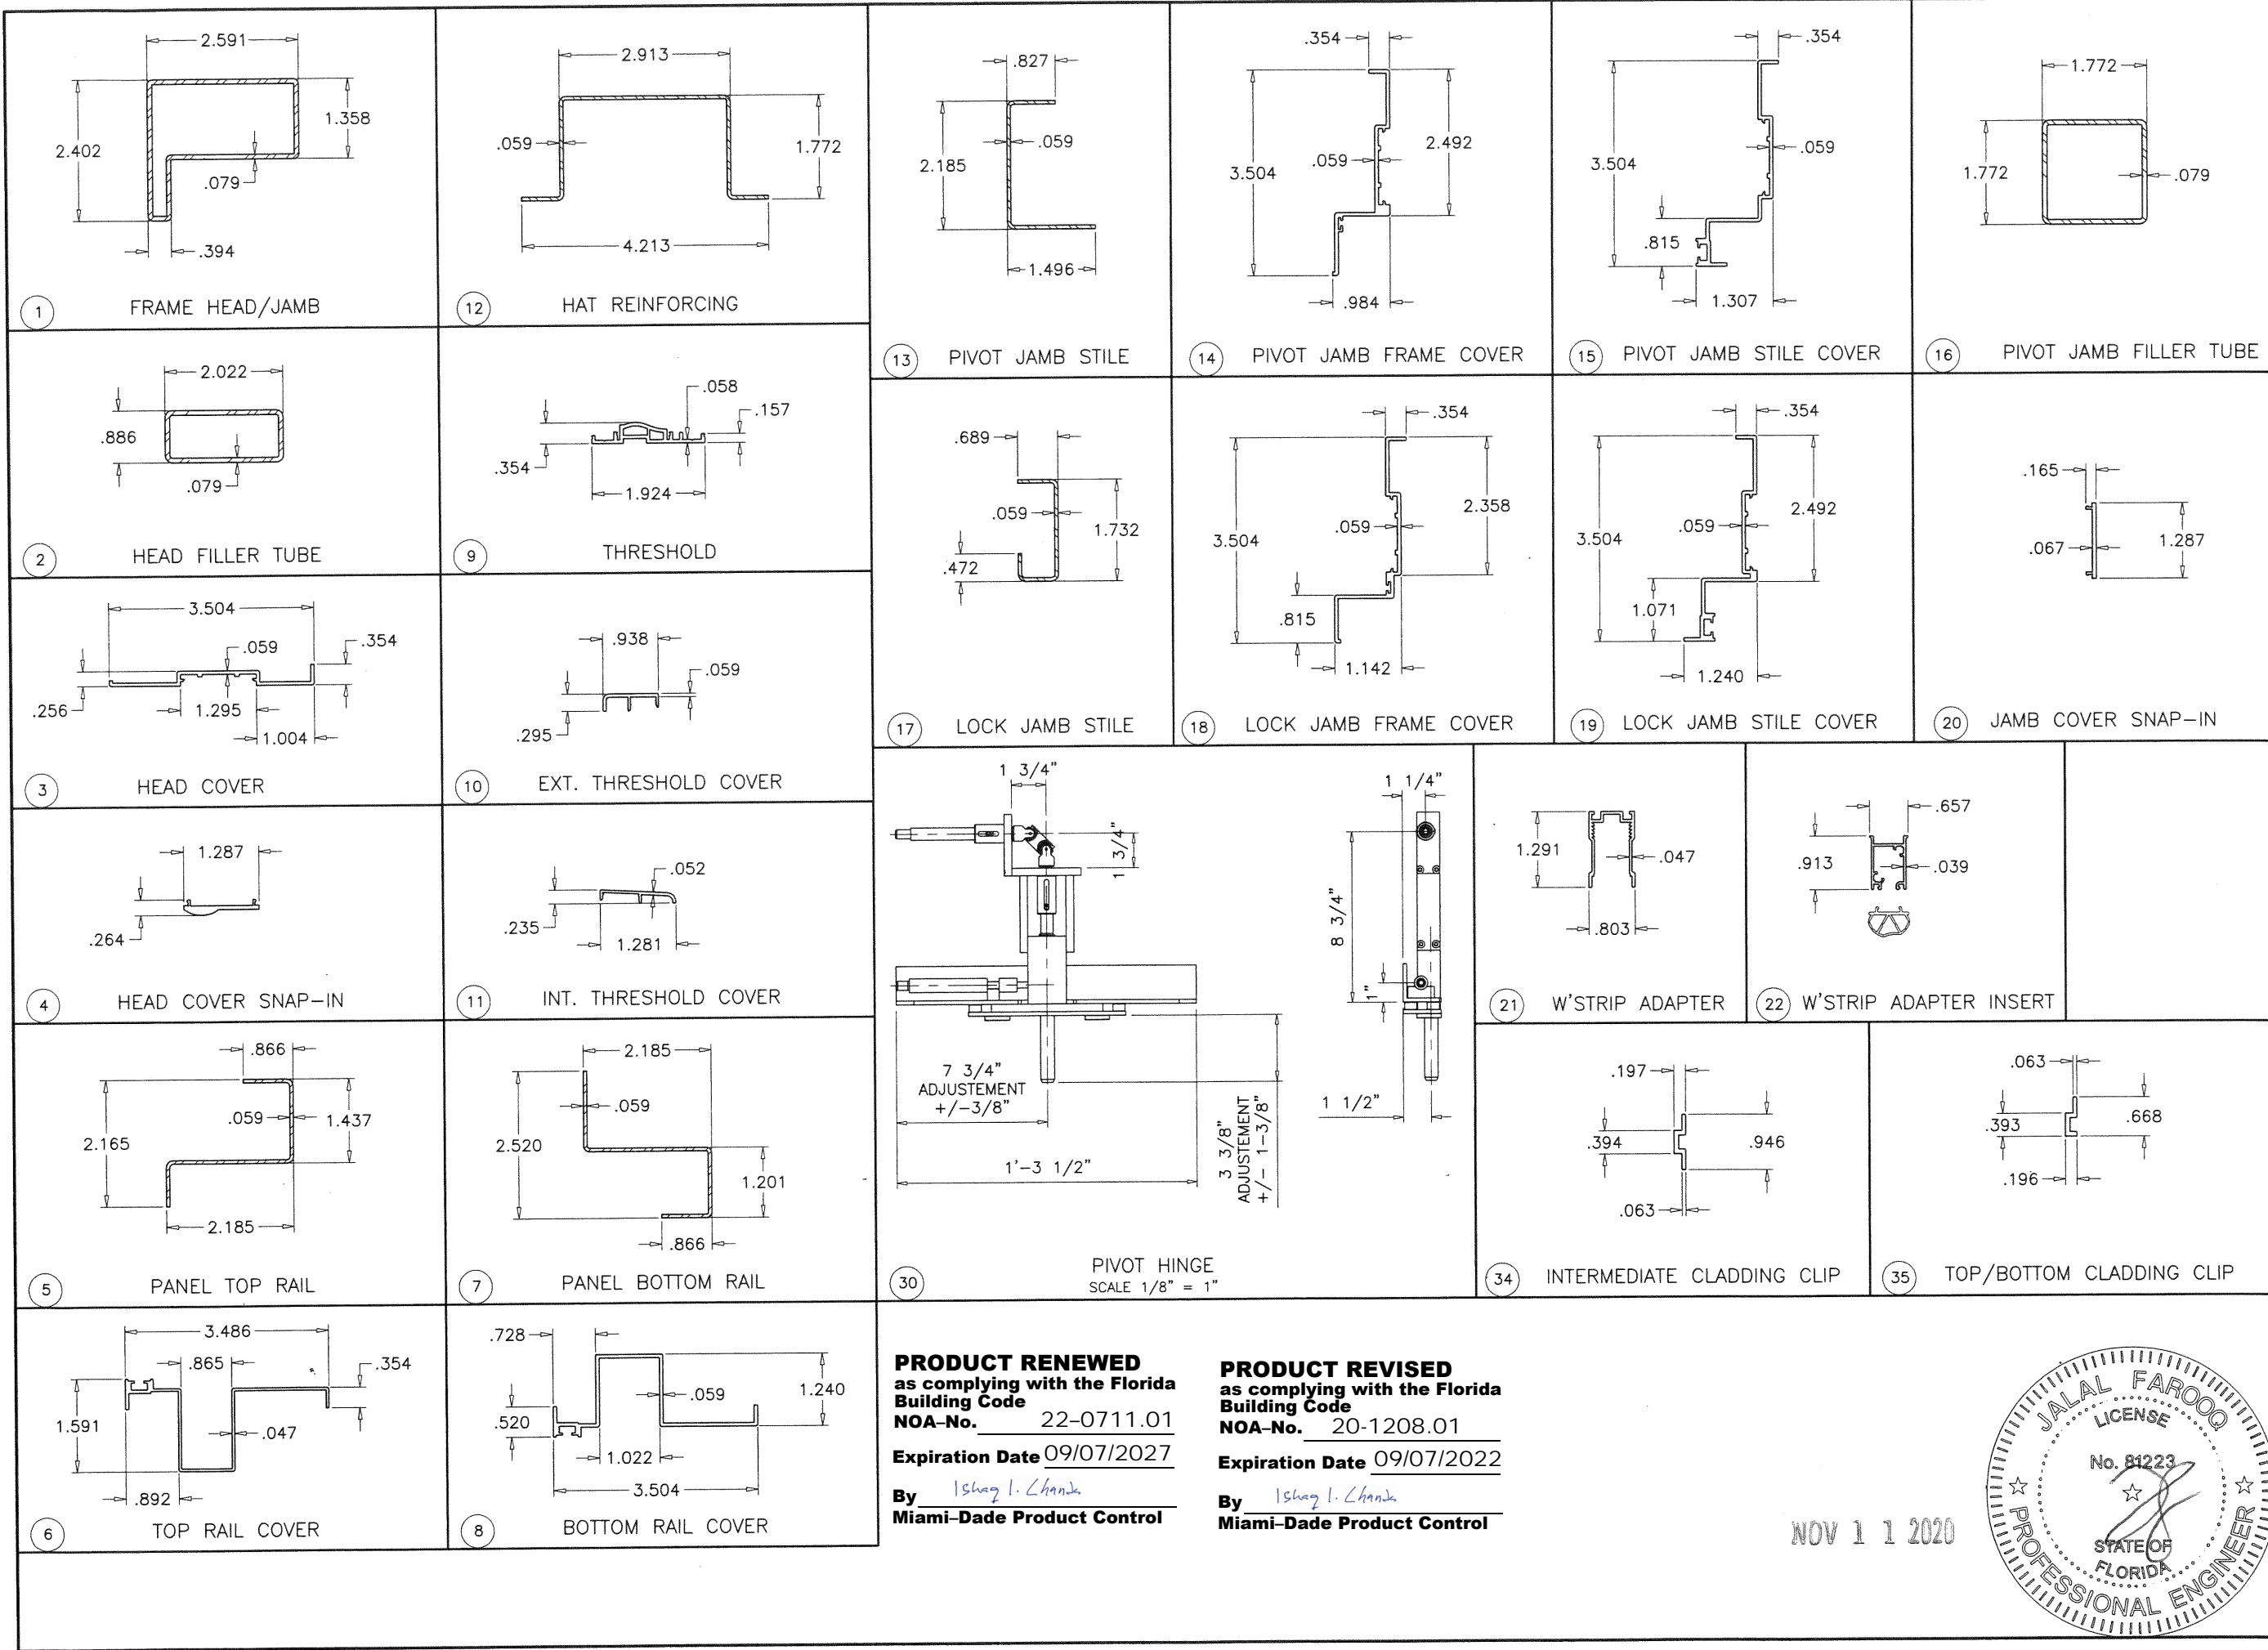 2.591
2.402
1.358
.079
.394
1 FRAME HEAD/JAMB
2.913
.059
1.772
4.213
12 HAT REINFORCING
.827
.059
2.185
1.496
13 PIVOT JAMB STILE
.354
2.492
.059
3.504
.984
14 PIVOT JAMB FRAME COVER
.354
.059
3.504
.815
1.307
15 PIVOT JAMB STILE COVER
1.772
1.772
.079
16 PIVOT JAMB FILLER TUBE
2.022
.886
.079
2 HEAD FILLER TUBE
.058
.157
.354
1.924
9 THRESHOLD
.689
.059
1.732
.472
17 LOCK JAMB STILE
.354
2.358
.059
3.504
.815
1.142
18 LOCK JAMB FRAME COVER
.354
2.492
.059
3.504
1.071
1.240
19 LOCK JAMB STILE COVER
.165
.067
1.287
20 JAMB COVER SNAP-IN
3.504
.059
.354
.256
1.295
1.004
3 HEAD COVER
.938
.059
.295
10 EXT. THRESHOLD COVER
1.287
.264
4 HEAD COVER SNAP-IN
.052
.235
1.281
11 INT. THRESHOLD COVER
1 3/4"
1 3/4"
1 1/4"
8 3/4"
1"
7 3/4"
ADJUSTEMENT
+/-3/8"
1'-3 1/2"
3 3/8"
ADJUSTEMENT
+/- 1-3/8"
1 1/2"
30 PIVOT HINGE
SCALE 1/8" = 1"
1.291
.047
.803
21 W'STRIP ADAPTER
.657
.913
.039
22 W'STRIP ADAPTER INSERT
.866
.059
1.437
2.165
2.185
5 PANEL TOP RAIL
2.185
.059
2.520
1.201
.866
7 PANEL BOTTOM RAIL
.197
.394
.946
.063
34 INTERMEDIATE CLADDING CLIP
.063
.393
.668
.196
35 TOP/BOTTOM CLADDING CLIP
3.486
.865
.354
1.591
.047
.892
6 TOP RAIL COVER
.728
.059
1.240
.520
1.022
3.504
8 BOTTOM RAIL COVER
PRODUCT RENEWED
as complying with the Florida
Building Code
NOA-No. 22-0711.01
Expiration Date 09/07/2027
By Ishaq I. Chanda
Miami-Dade Product Control
PRODUCT REVISED
as complying with the Florida
Building Code
NOA-No. 20-1208.01
Expiration Date 09/07/2022
By Ishaq I. Chanda
Miami-Dade Product Control
NOV 1 1 2020
JALAL FAROOQ
LICENSE
No. 81223
STATE OF
FLORIDA
PROFESSIONAL ENGINEER